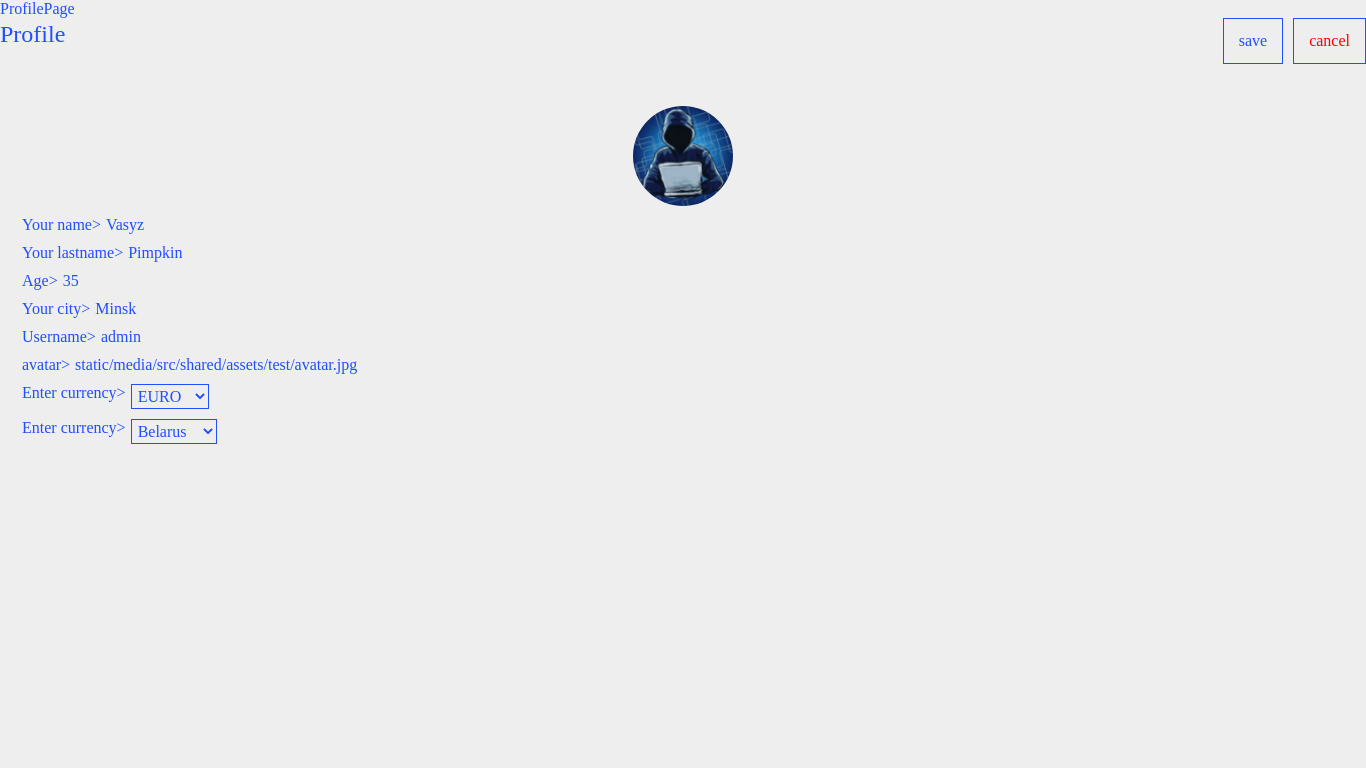 ProfilePage
Profile
save
cancel
Your name> Vasyz
Your lastname> Pimpkin
Age> 35
Your city> Minsk
Username> admin
avatar> static/media/src/shared/assets/test/avatar.jpg
Enter currency> EURO
Enter currency> Belarus